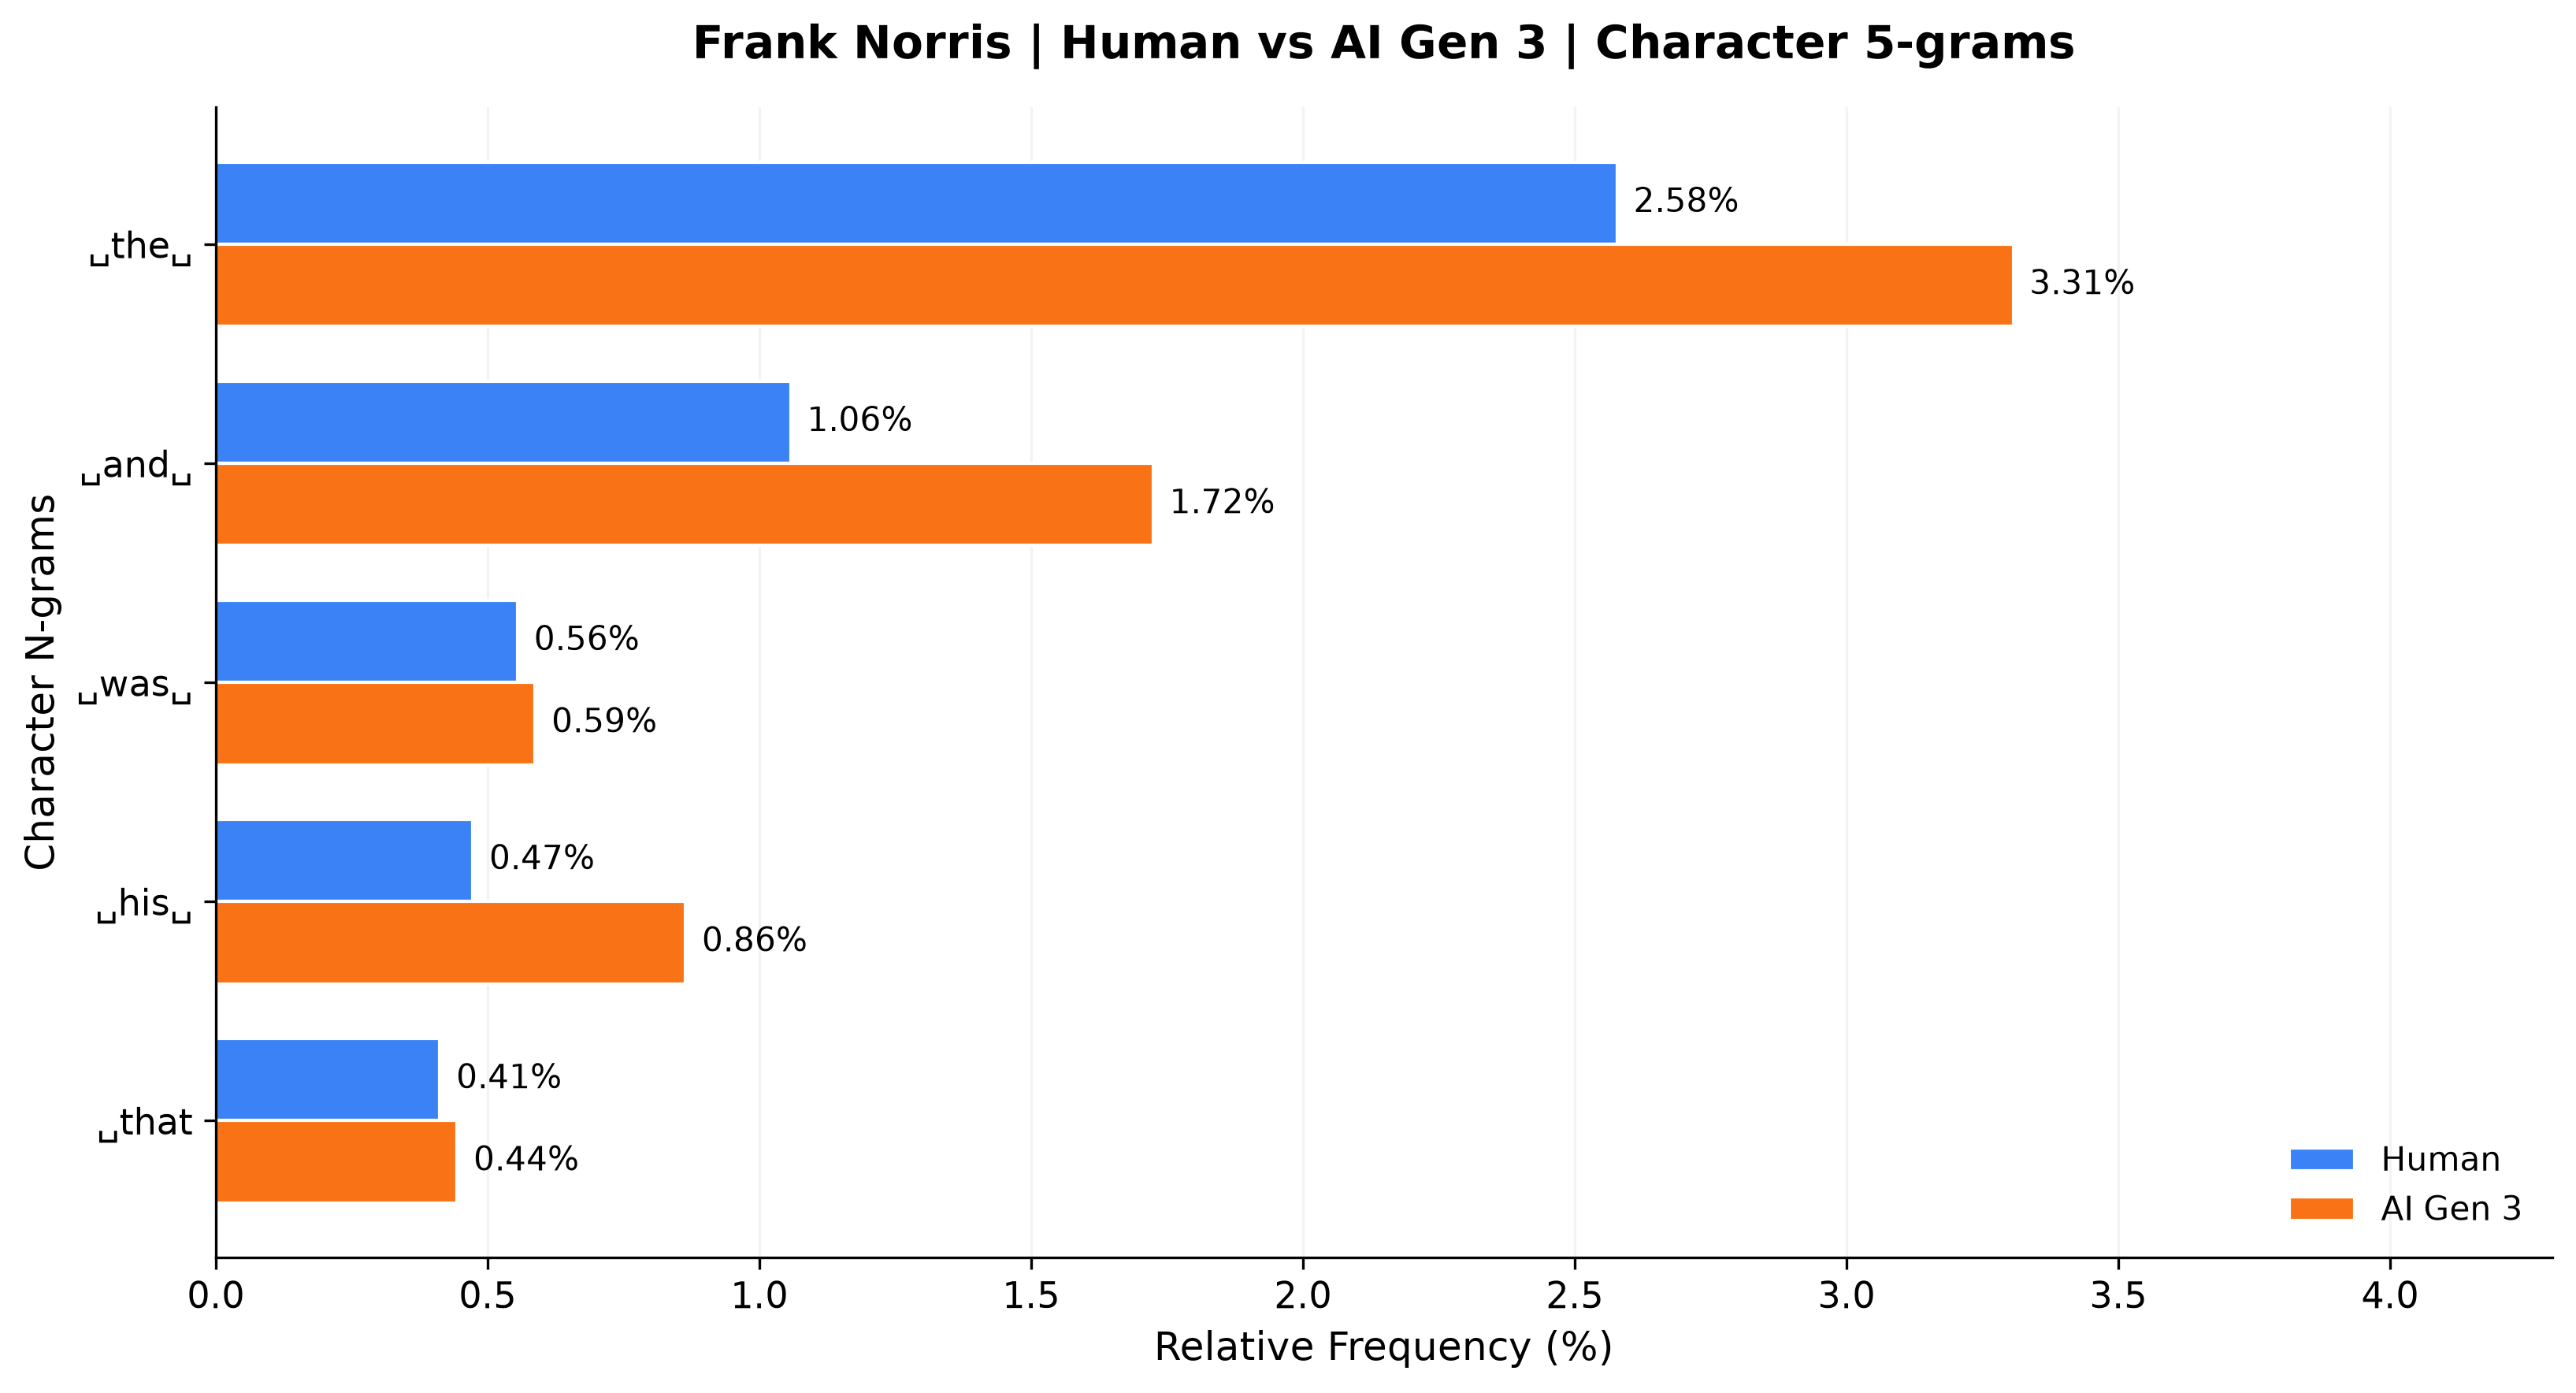 Frank Norris | Human vs AI Gen 3 | Character 5-grams
Character N-grams
␣the␣
2.58%
3.31%
␣and␣
1.06%
1.72%
␣was␣
0.56%
0.59%
␣his␣
0.47%
0.86%
␣that
0.41%
0.44%
Human
AI Gen 3
0.0 0.5 1.0 1.5 2.0 2.5 3.0 3.5 4.0
Relative Frequency (%)